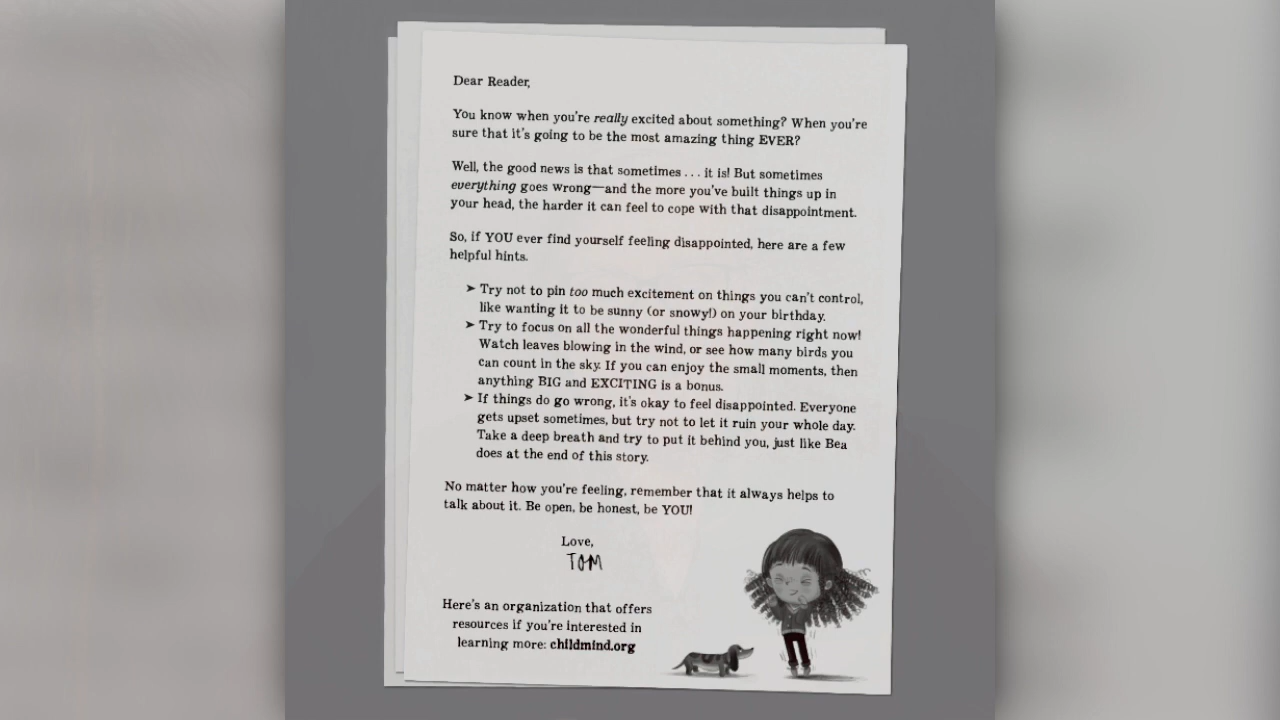 Dear Reader,
You know when you're really excited about something? When you're
sure that it's going to be the most amazing thing EVER?
Well, the good news is that sometimes . . . it is! But sometimes
everything goes wrong—and the more you've built things up in
your head, the harder it can feel to cope with that disappointment.
So, if YOU ever find yourself feeling disappointed, here are a few
helpful hints.
➤ Try not to pin too much excitement on things you can't control,
like wanting it to be sunny (or snowy!) on your birthday.
➤ Try to focus on all the wonderful things happening right now!
Watch leaves blowing in the wind, or see how many birds you
can count in the sky. If you can enjoy the small moments, then
anything BIG and EXCITING is a bonus.
➤ If things do go wrong, it's okay to feel disappointed. Everyone
gets upset sometimes, but try not to let it ruin your whole day.
Take a deep breath and try to put it behind you, just like Bea
does at the end of this story.
No matter how you're feeling, remember that it always helps to
talk about it. Be open, be honest, be YOU!
Love,
TOM
Here's an organization that offers
resources if you're interested in
learning more: childmind.org